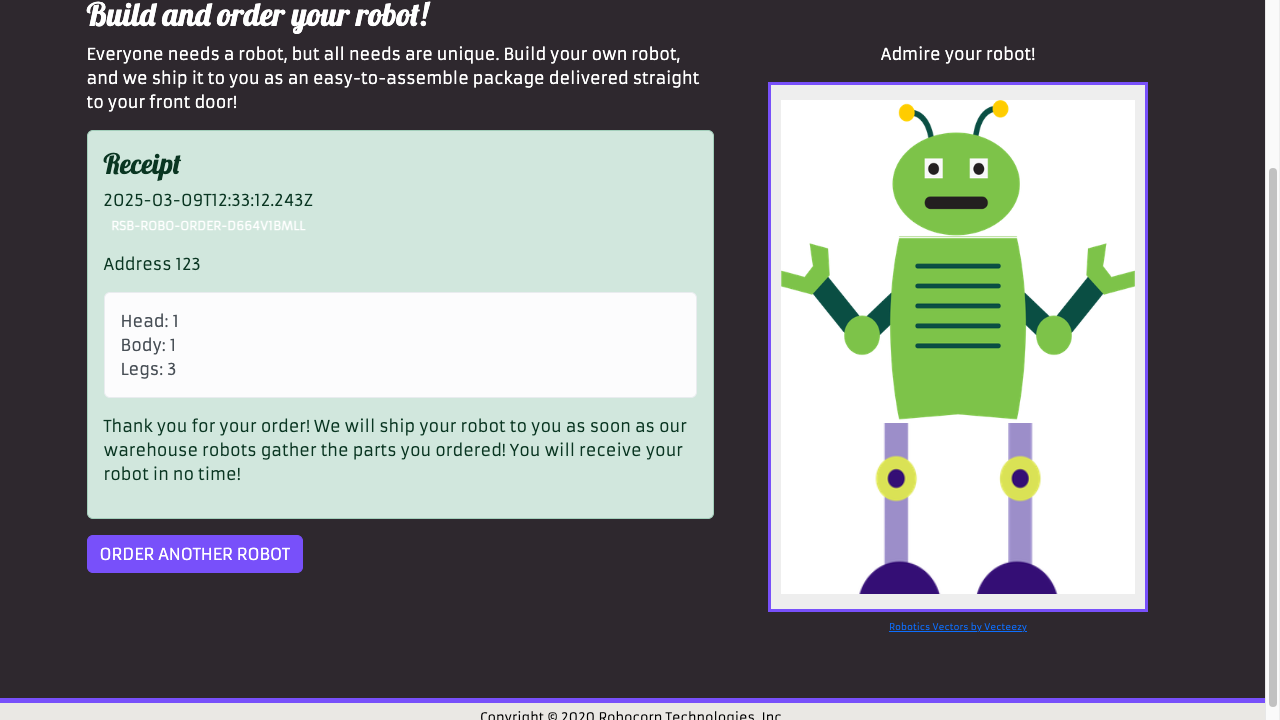 Build and order your robot!
Everyone needs a robot, but all needs are unique. Build your own robot,
and we ship it to you as an easy-to-assemble package delivered straight
to your front door!
Receipt
2025-03-09T12:33:12.243Z
RSB-ROBO-ORDER-D664V1BMLL
Address 123
Head: 1
Body: 1
Legs: 3
Thank you for your order! We will ship your robot to you as soon as our
warehouse robots gather the parts you ordered! You will receive your
robot in no time!
ORDER ANOTHER ROBOT
Admire your robot!
Robotics Vectors by Vecteezy
Copyright © 2020 Robocorp Technologies, Inc.